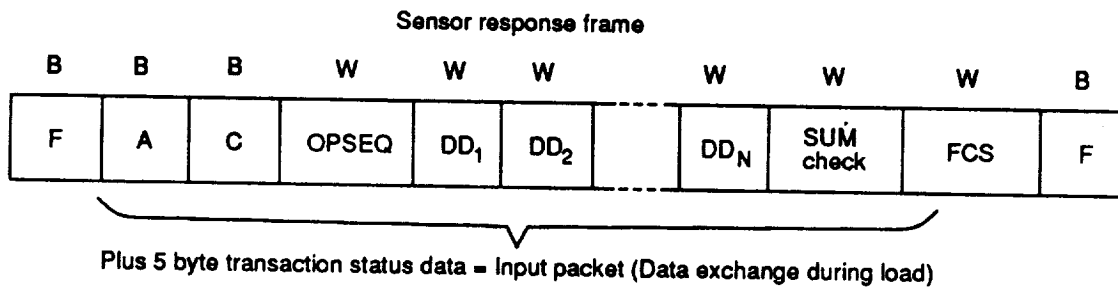 Sensor response frame
B B B W W W W W W B
F A C OPSEQ DD1 DD2 DDN SUM check FCS F
Plus 5 byte transaction status data = Input packet (Data exchange during load)